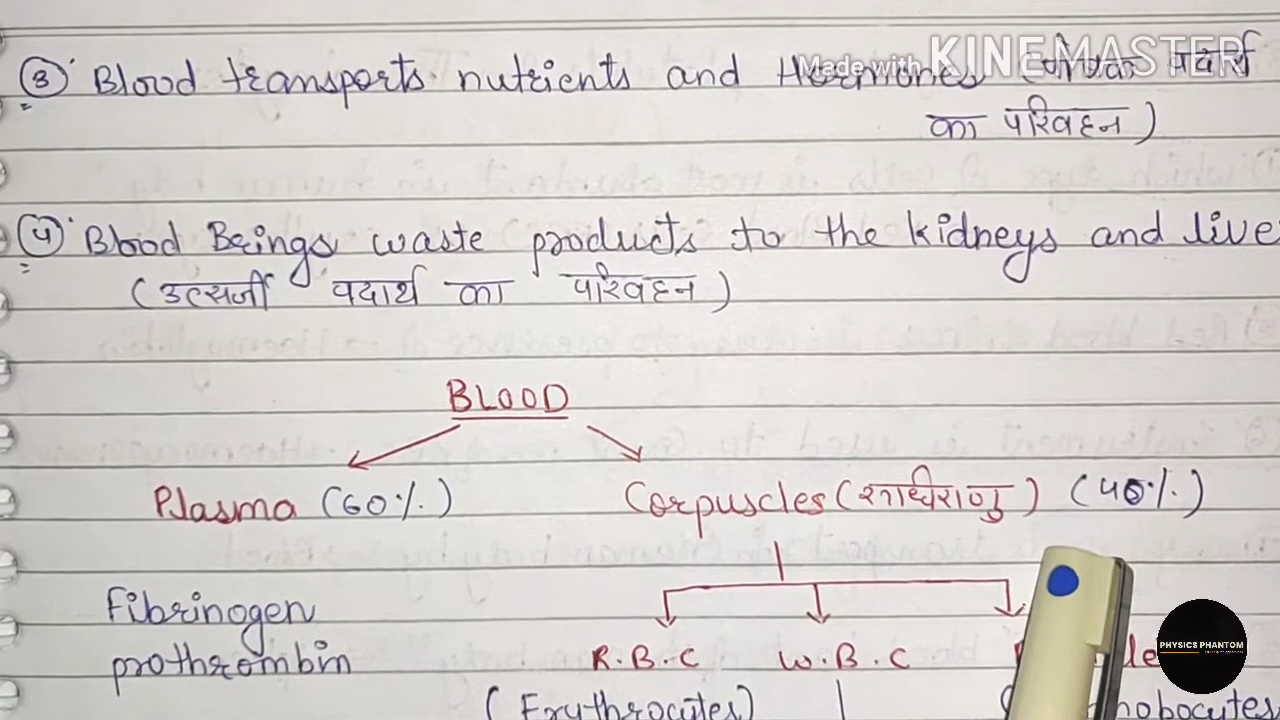 Made with KINEMASTER
(3) Blood transports nutrients and Hormones (पोषक पदार्थ
का परिवहन)
(4) Blood Brings waste products to the kidneys and live
(उत्सर्जी पदार्थ का परिवहन)
BLOOD
Plasma (60%.) Corpuscles (रूधिराणु) (40%.)
Fibrinogen
prothrombin R.B.C W.B.C
(Erythrocytes)
PHYSICS PHANTOM